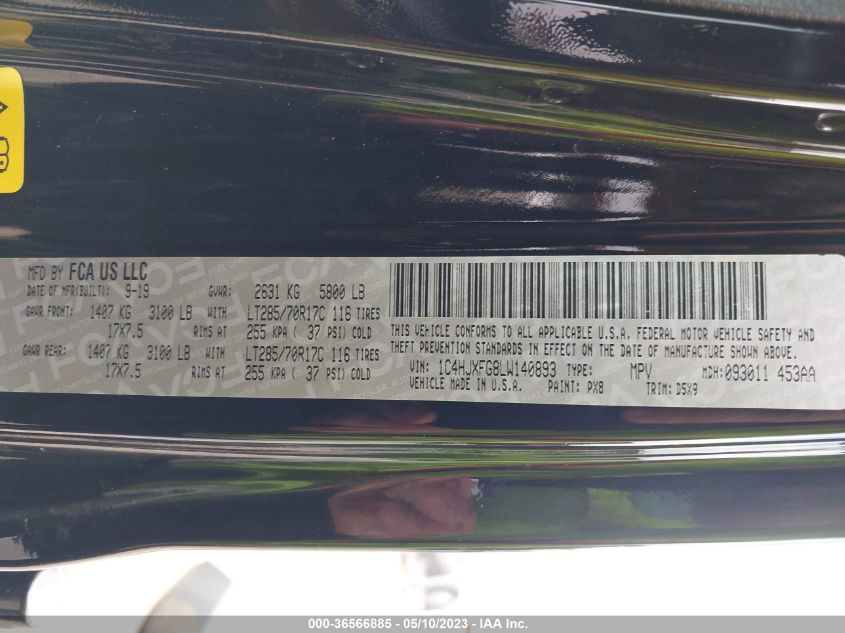 MFD BY FCA US LLC
DATE OF MFR(BUILT): 9-19 GVWR: 2631 KG 5800 LB
GAWR FRONT: 1407 KG 3100 LB WITH LT285/70R17C 116 TIRES
17X7.5 RIMS AT 255 KPA ( 37 PSI) COLD
GAWR REAR: 1407 KG 3100 LB WITH LT285/70R17C 116 TIRES
17X7.5 RIMS AT 255 KPA ( 37 PSI) COLD
THIS VEHICLE CONFORMS TO ALL APPLICABLE U.S.A. FEDERAL MOTOR VEHICLE SAFETY AND
THEFT PREVENTION STANDARDS IN EFFECT ON THE DATE OF MANUFACTURE SHOWN ABOVE.
VIN: 1C4HJXFG8LW140893 TYPE: MPV MDH:093011 453AA
VEHICLE MADE IN U.S.A. PAINT: PX8 TRIM: D5X9
000-36566885 - 05/10/2023 - IAA Inc.